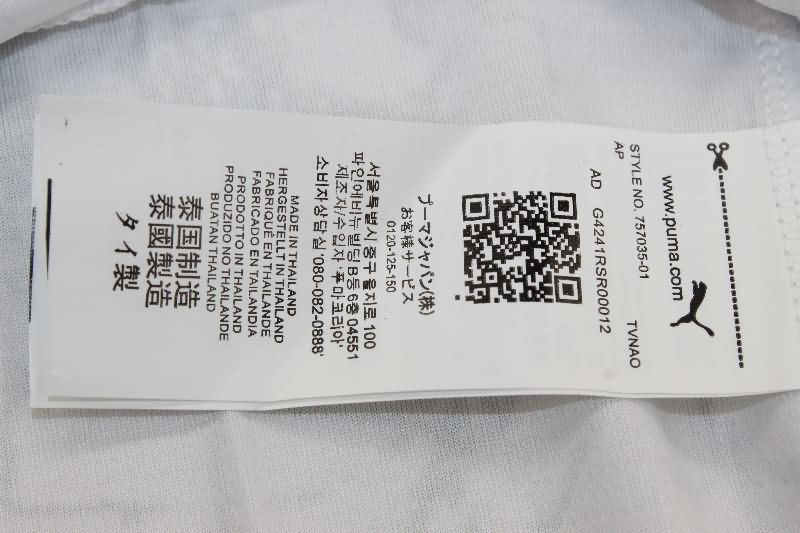 www.puma.com
STYLE NO. 757035-01 TVNAO
AP
AD G4241RSR00012
プーマジャパン(株)
お客様サービス
0120-125-150
서울특별시 중구 을지로 100
파인에비뉴 빌딩 B동 6층 04551
제조자/수입자 '푸마코리아'
소비자상담실 '080-082-0888'
MADE IN THAILAND
HERGESTELLT IN THAILAND
FABRIQUÉ EN THAÏLANDE
FABRICADO EN TAILANDIA
PRODOTTO IN THAILAND
PRODUZIDO NO THAILANDE
BUATAN THAILAND
泰国制造
泰國製造
タイ製